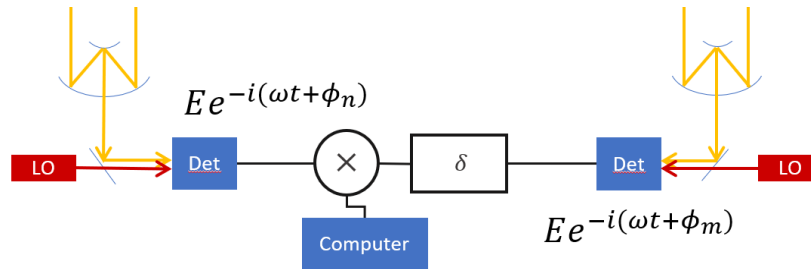 $Ee^{-i(\omega t+\phi_n)}$
LO
Det
×
δ
Det
LO
Computer
$Ee^{-i(\omega t+\phi_m)}$